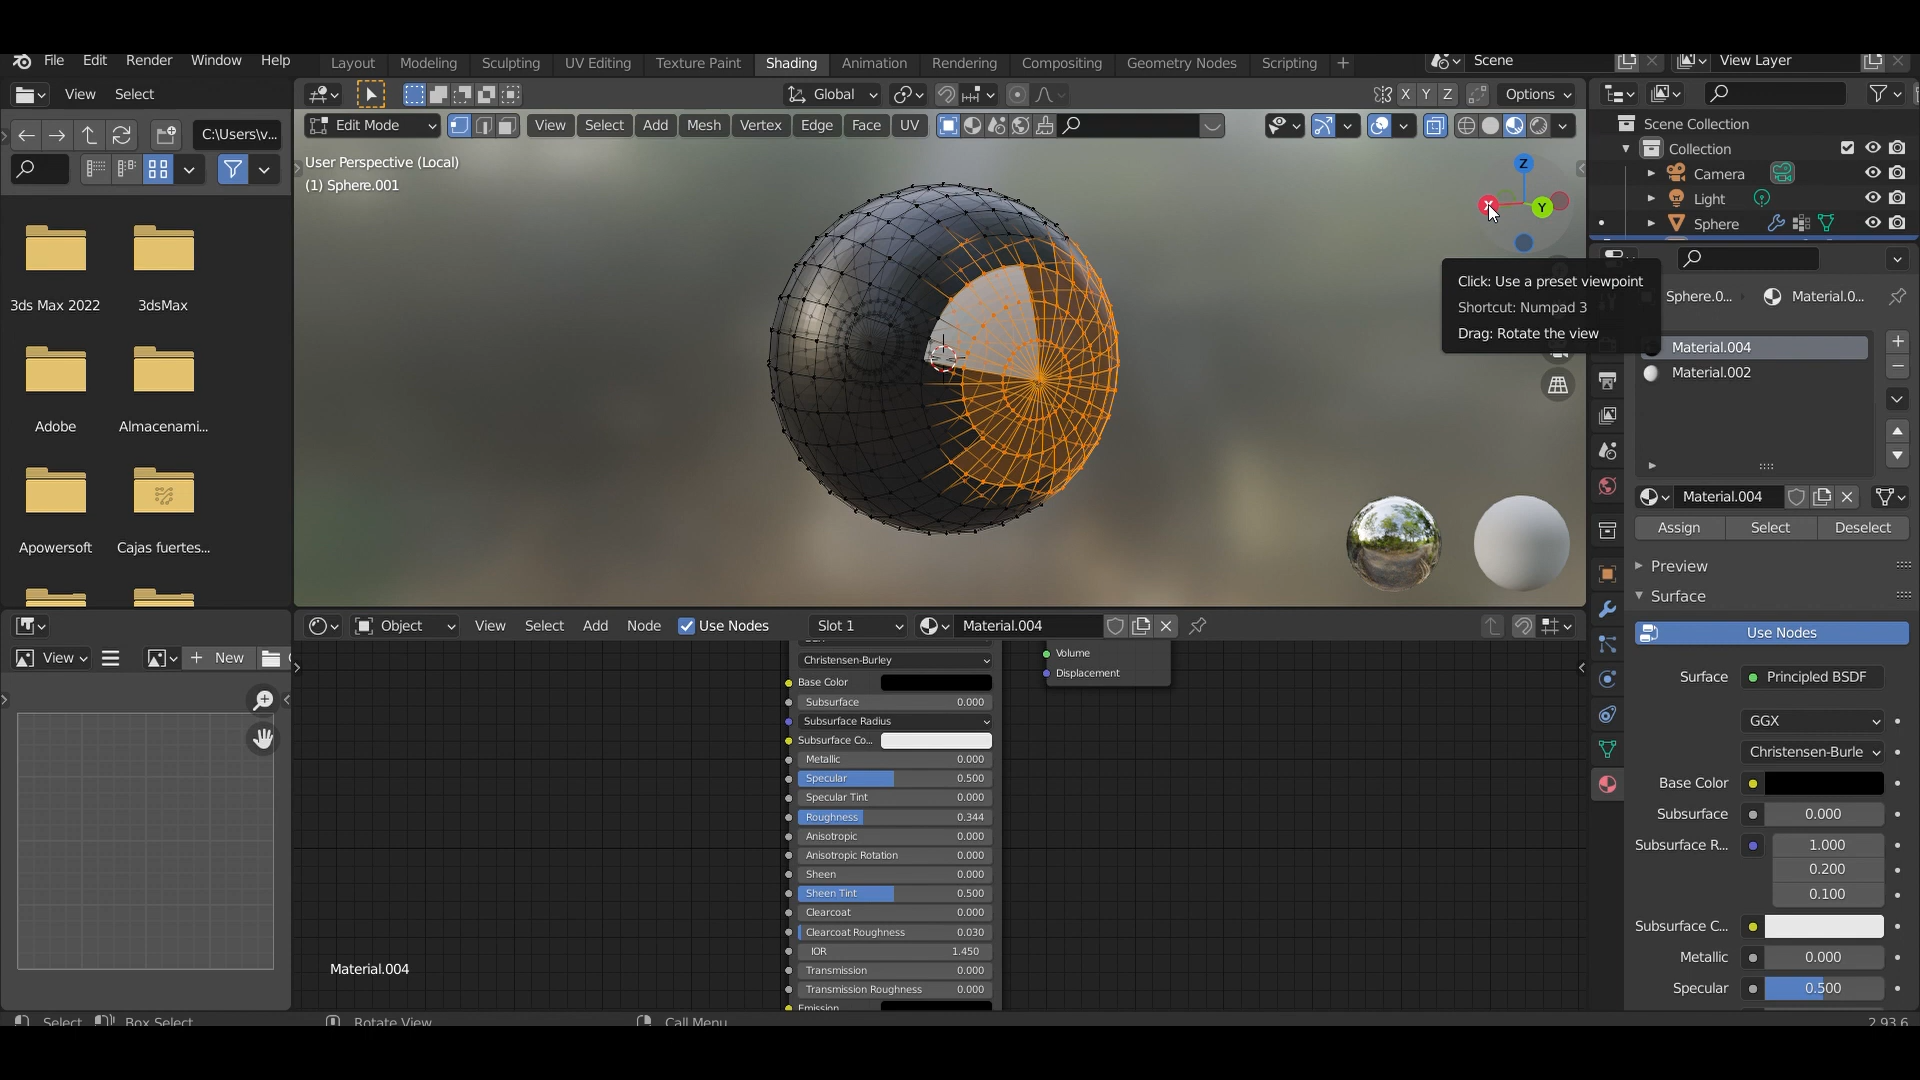 File Edit Render Window Help
Layout Modeling Sculpting UV Editing Texture Paint Shading Animation Rendering Compositing Geometry Nodes Scripting +
Scene
View Layer
View Select
Global
X Y Z
Options
Edit Mode
View Select Add Mesh Vertex Edge Face UV
C:\Users\v...
User Perspective (Local)
(1) Sphere.001
Z
X
Y
Scene Collection
Collection
Camera
Light
Sphere
Click: Use a preset viewpoint
Shortcut: Numpad 3
Drag: Rotate the view
Sphere.0... Material.0...
Material.004
Material.002
3ds Max 2022 3dsMax
Adobe Almacenami...
Apowersoft Cajas fuertes...
Material.004
Assign Select Deselect
Preview
Surface
Use Nodes
Surface Principled BSDF
GGX
Christensen-Burle
Base Color
Subsurface 0.000
Subsurface R... 1.000
0.200
0.100
Subsurface C...
Metallic 0.000
Specular 0.500
Object View Select Add Node Use Nodes Slot 1 Material.004
View + New
Christensen-Burley
Base Color
Subsurface 0.000
Subsurface Radius
Subsurface Co...
Metallic 0.000
Specular 0.500
Specular Tint 0.000
Roughness 0.344
Anisotropic 0.000
Anisotropic Rotation 0.000
Sheen 0.000
Sheen Tint 0.500
Clearcoat 0.000
Clearcoat Roughness 0.030
IOR 1.450
Transmission 0.000
Transmission Roughness 0.000
Emission
Volume
Displacement
Material.004
Select Box Select Rotate View Call Menu
2.93.6